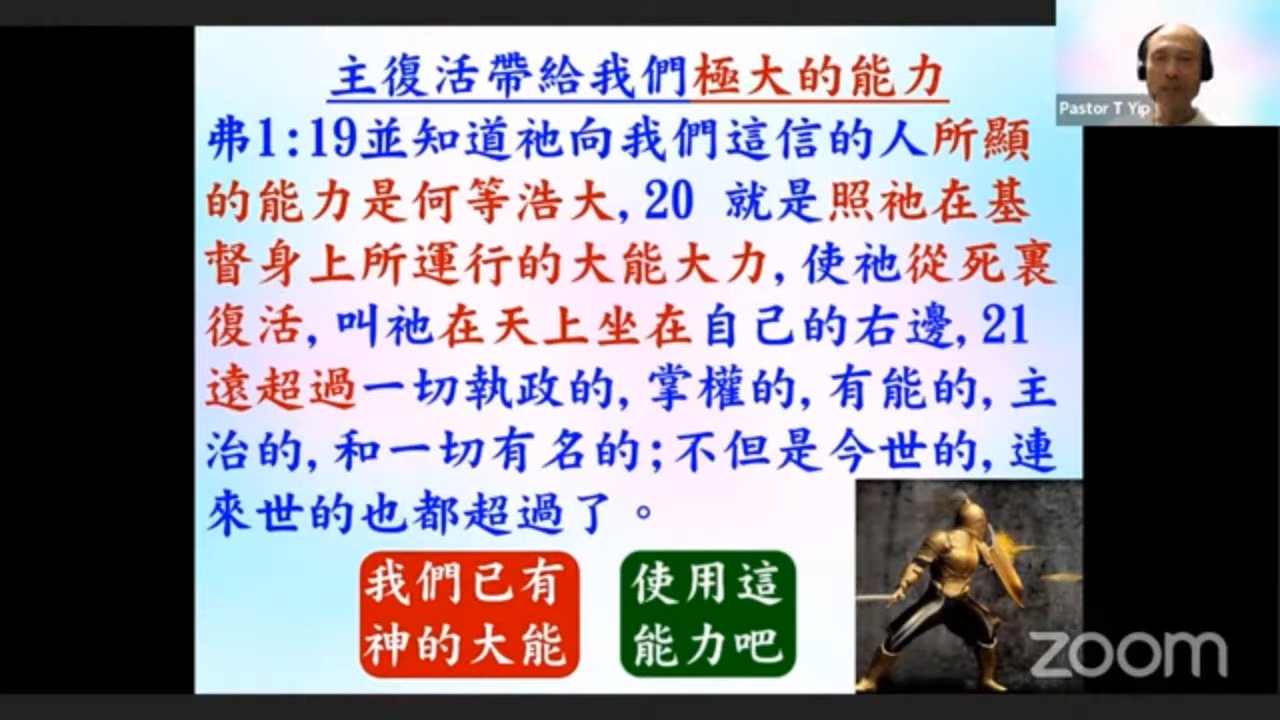 主復活帶給我們極大的能力
弗1:19並知道祂向我們這信的人所顯
的能力是何等浩大,20 就是照祂在基
督身上所運行的大能大力,使祂從死裏
復活,叫祂在天上坐在自己的右邊,21
遠超過一切執政的,掌權的,有能的,主
治的,和一切有名的;不但是今世的,連
來世的也都超過了。
我們已有
神的大能
使用這
能力吧
Pastor T Yip
zoom